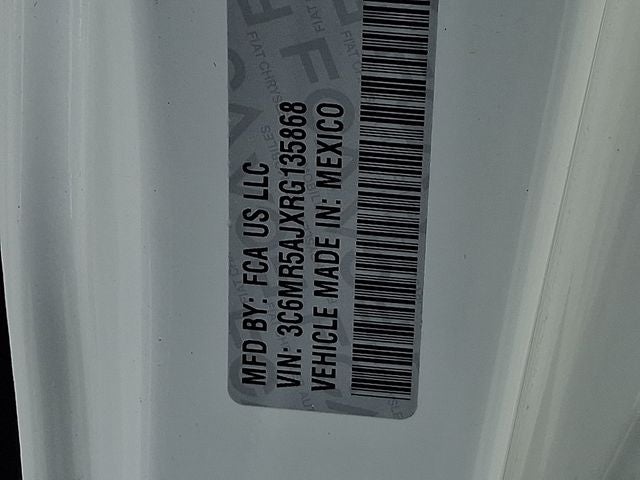 MFD BY: FCA US LLC
VIN: 3C6MR5AJXRG135868
VEHICLE MADE IN: MEXICO